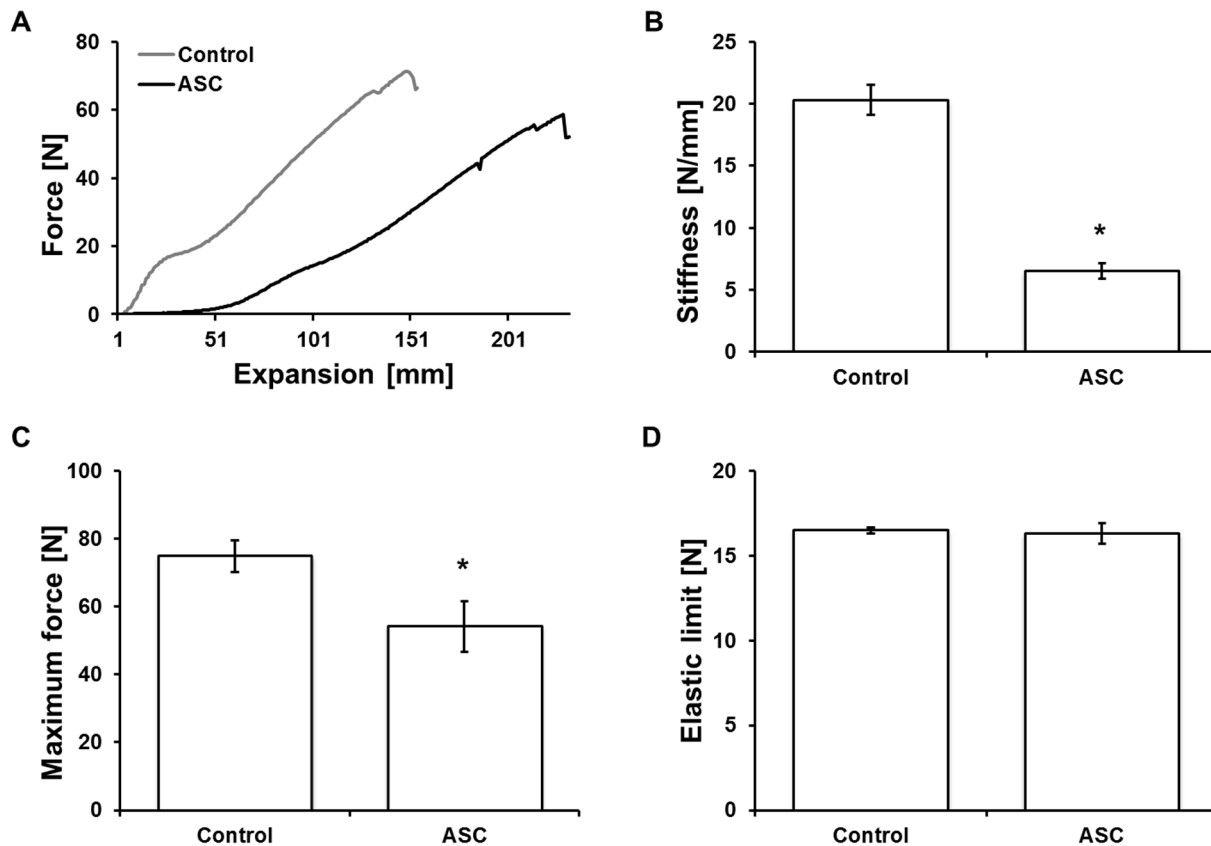 A
Force [N]
80
60
40
20
0
Control
ASC
1 51 101 151 201
Expansion [mm]
B
Stiffness [N/mm]
25
20
15
10
5
0
*
Control ASC
C
Maximum force [N]
100
80
60
40
20
0
*
Control ASC
D
Elastic limit [N]
20
15
10
5
0
Control ASC